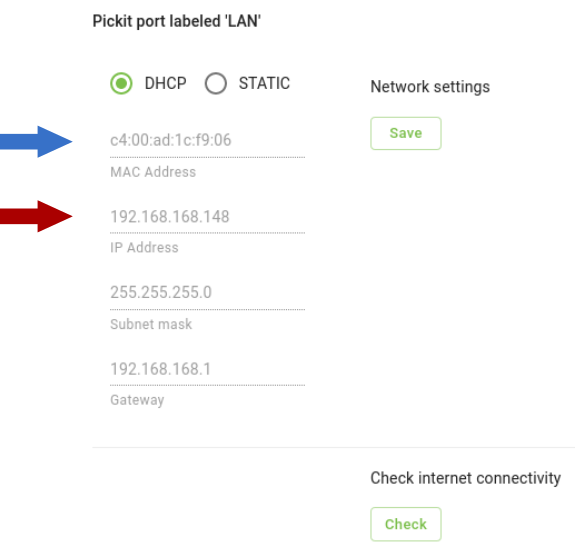 Pickit port labeled 'LAN'
DHCP STATIC
Network settings
Save
c4:00:ad:1c:f9:06
MAC Address
192.168.168.148
IP Address
255.255.255.0
Subnet mask
192.168.168.1
Gateway
Check internet connectivity
Check